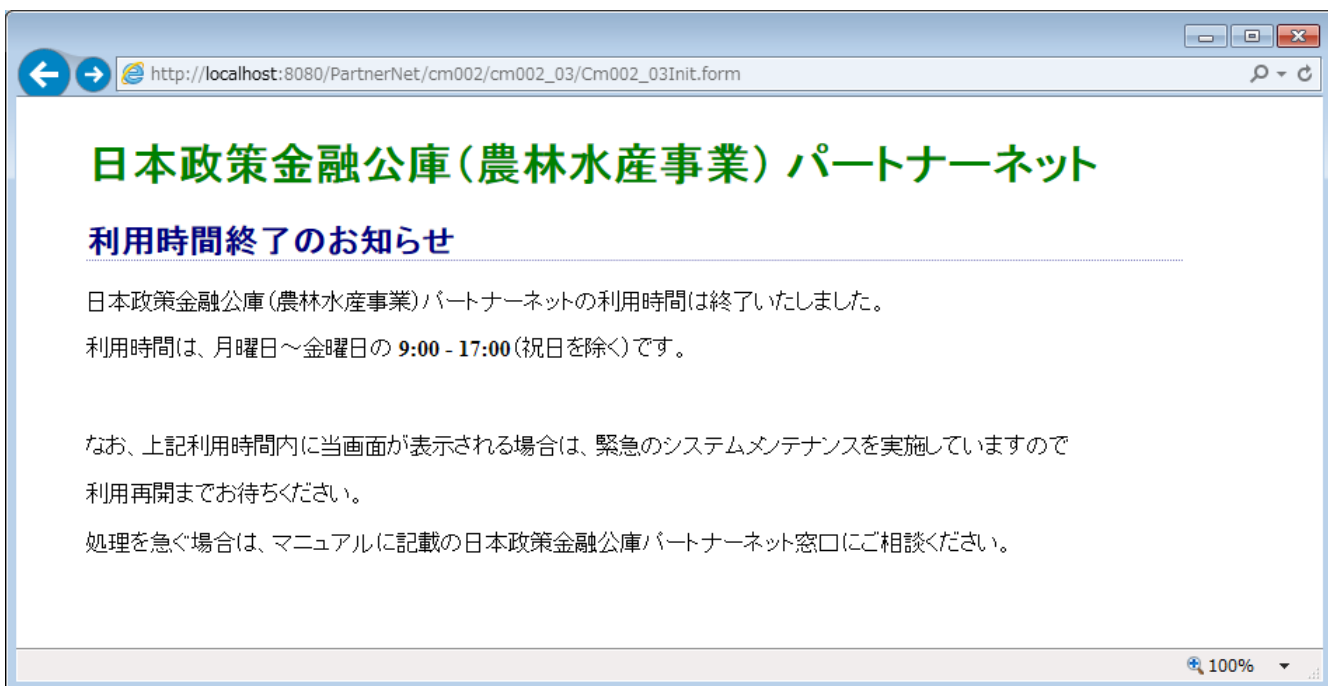 http://localhost:8080/PartnerNet/cm002/cm002_03/Cm002_03Init.form
日本政策金融公庫(農林水産事業) パートナーネット
利用時間終了のお知らせ
日本政策金融公庫(農林水産事業)パートナーネットの利用時間は終了いたしました。
利用時間は、月曜日～金曜日の 9:00 - 17:00(祝日を除く)です。
なお、上記利用時間内に当画面が表示される場合は、緊急のシステムメンテナンスを実施していますので
利用再開までお待ちください。
処理を急ぐ場合は、マニュアルに記載の日本政策金融公庫パートナーネット窓口にご相談ください。
100%